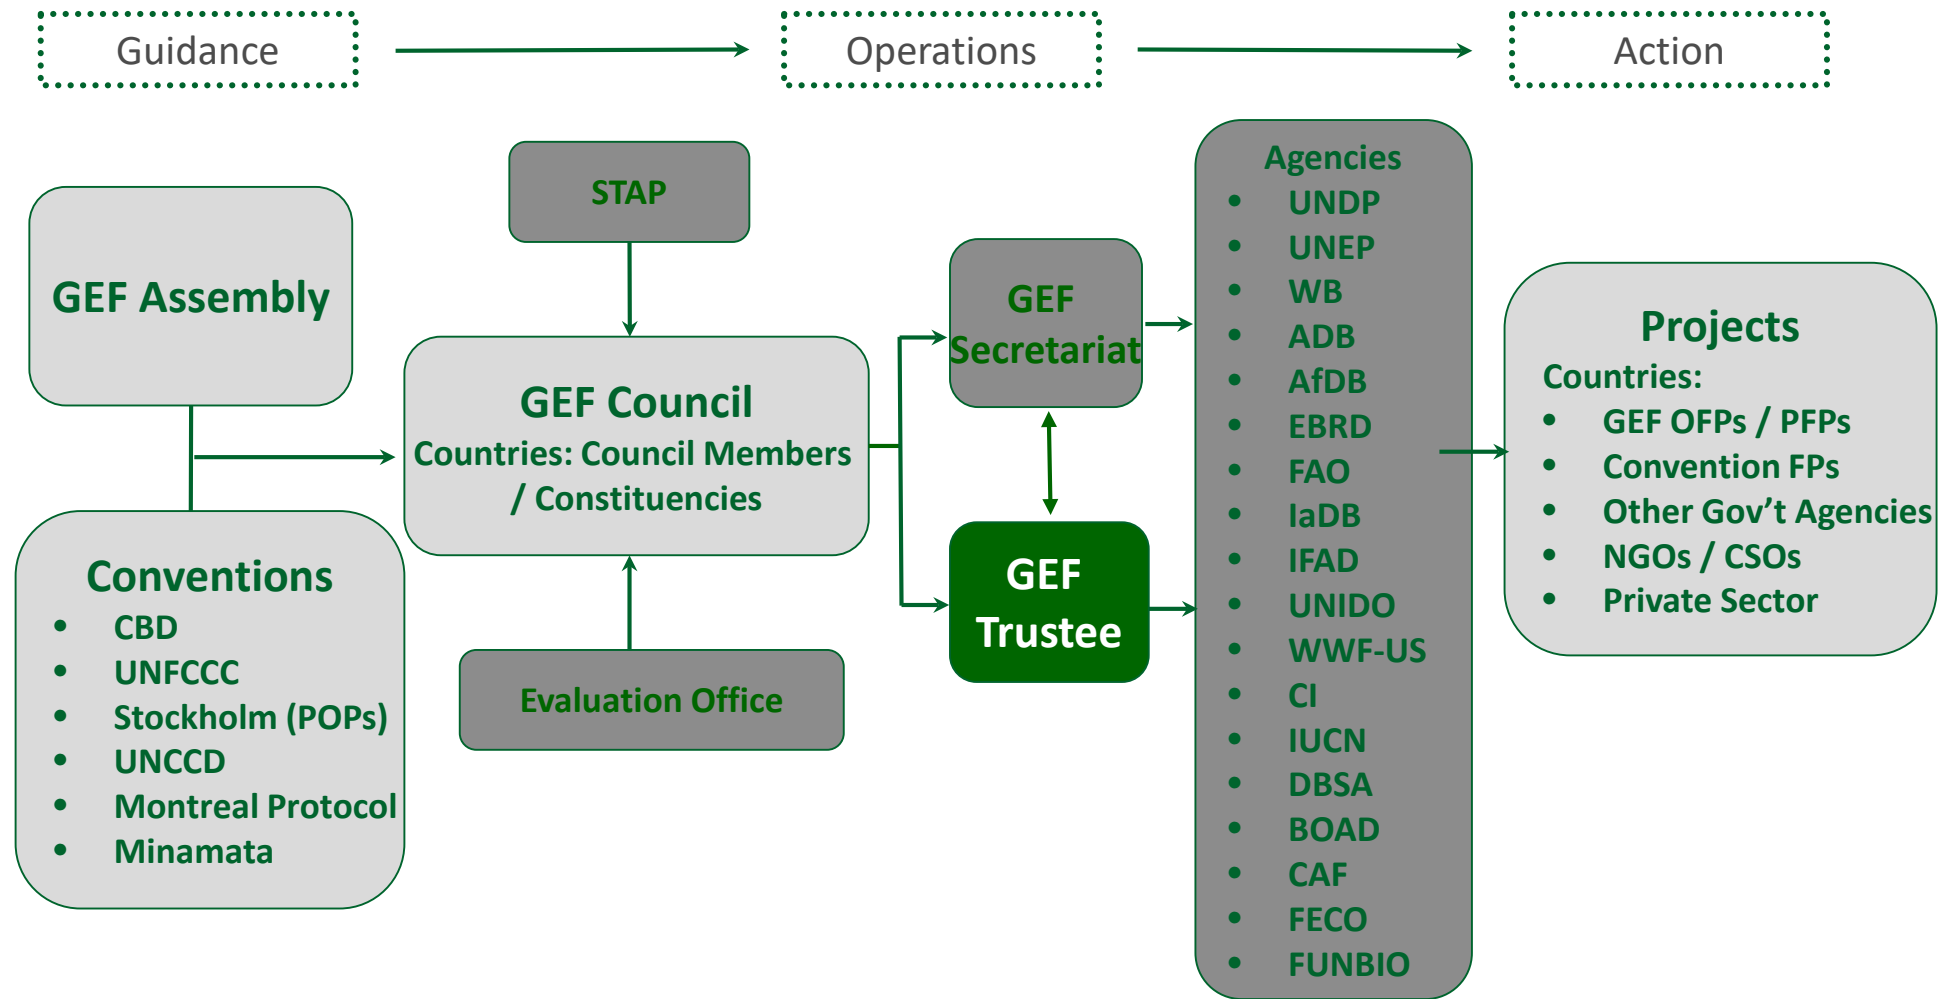 Guidance
Operations
Action
GEF Assembly
Conventions
• CBD
• UNFCCC
• Stockholm (POPs)
• UNCCD
• Montreal Protocol
• Minamata
STAP
GEF Council
Countries: Council Members
/ Constituencies
Evaluation Office
GEF
Secretariat
GEF
Trustee
Agencies
• UNDP
• UNEP
• WB
• ADB
• AfDB
• EBRD
• FAO
• IaDB
• IFAD
• UNIDO
• WWF-US
• CI
• IUCN
• DBSA
• BOAD
• CAF
• FECO
• FUNBIO
Projects
Countries:
• GEF OFPs / PFPs
• Convention FPs
• Other Gov’t Agencies
• NGOs / CSOs
• Private Sector